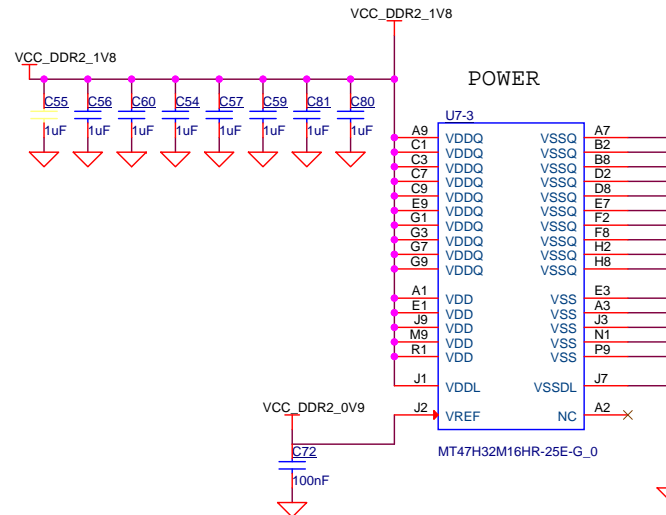 VCC_DDR2_1V8
VCC_DDR2_1V8
POWER
C55 C56 C60 C54 C57 C59 C81 C80
1uF 1uF 1uF 1uF 1uF 1uF 1uF 1uF
U7-3
A9 VDDQ VSSQ A7
C1 VDDQ VSSQ B2
C3 VDDQ VSSQ B8
C7 VDDQ VSSQ D2
C9 VDDQ VSSQ D8
E9 VDDQ VSSQ E7
G1 VDDQ VSSQ F2
G3 VDDQ VSSQ F8
G7 VDDQ VSSQ H2
G9 VDDQ VSSQ H8
A1 VDD VSS E3
E1 VDD VSS A3
J9 VDD VSS J3
M9 VDD VSS N1
R1 VDD VSS P9
J1 VDDL VSSDL J7
VCC_DDR2_0V9
J2 VREF NC A2
C72
100nF
MT47H32M16HR-25E-G_0